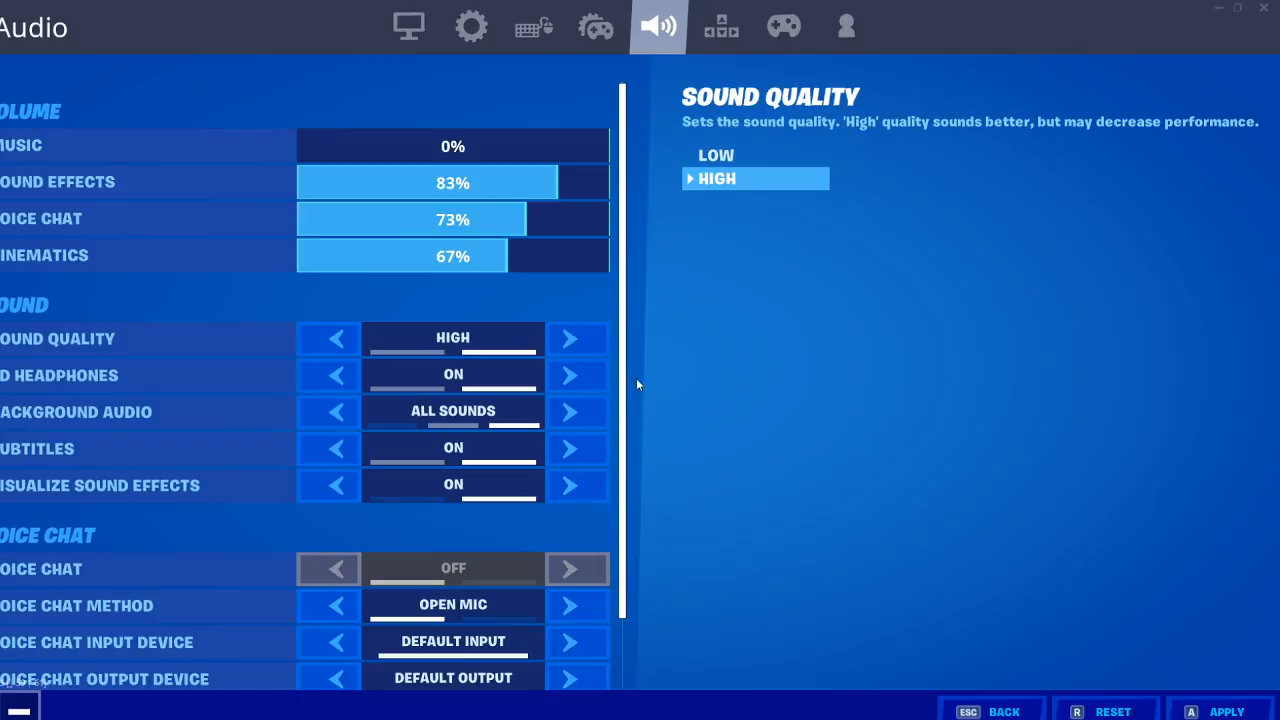 Audio
OLUME
MUSIC 0%
OUND EFFECTS 83%
OICE CHAT 73%
INEMATICS 67%
OUND
OUND QUALITY HIGH
D HEADPHONES ON
ACKGROUND AUDIO ALL SOUNDS
UBTITLES ON
ISUALIZE SOUND EFFECTS ON
OICE CHAT
OICE CHAT OFF
OICE CHAT METHOD OPEN MIC
OICE CHAT INPUT DEVICE DEFAULT INPUT
OICE CHAT OUTPUT DEVICE DEFAULT OUTPUT
SOUND QUALITY
Sets the sound quality. 'High' quality sounds better, but may decrease performance.
LOW
HIGH
ESC BACK R RESET A APPLY